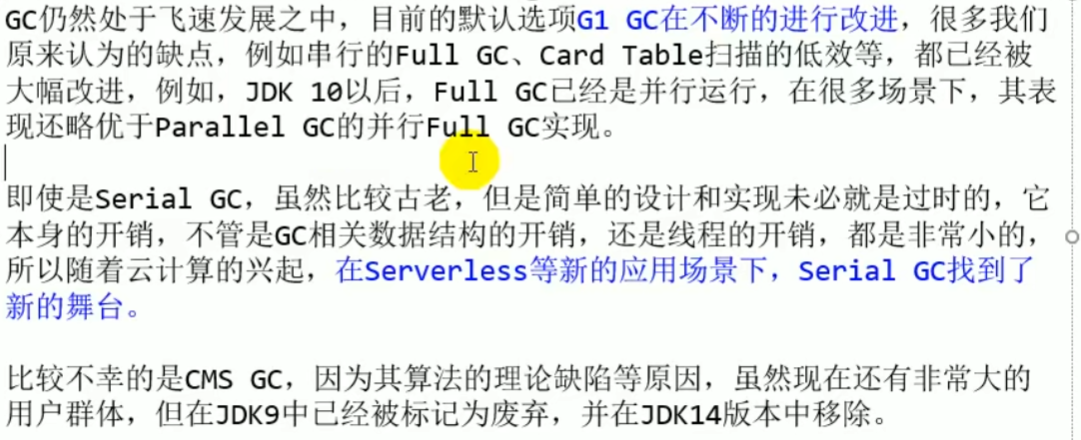 GC仍然处于飞速发展之中，目前的默认选项G1 GC在不断的进行改进，很多我们
原来认为的缺点，例如串行的Full GC、Card Table扫描的低效等，都已经被
大幅改进，例如，JDK 10以后，Full GC已经是并行运行，在很多场景下，其表
现还略优于Parallel GC的并行Full GC实现。
即使是Serial GC，虽然比较古老，但是简单的设计和实现未必就是过时的，它
本身的开销，不管是GC相关数据结构的开销，还是线程的开销，都是非常小的，
所以随着云计算的兴起，在Serverless等新的应用场景下，Serial GC找到了
新的舞台。
比较不幸的是CMS GC，因为其算法的理论缺陷等原因，虽然现在还有非常大的
用户群体，但在JDK9中已经被标记为废弃，并在JDK14版本中移除。